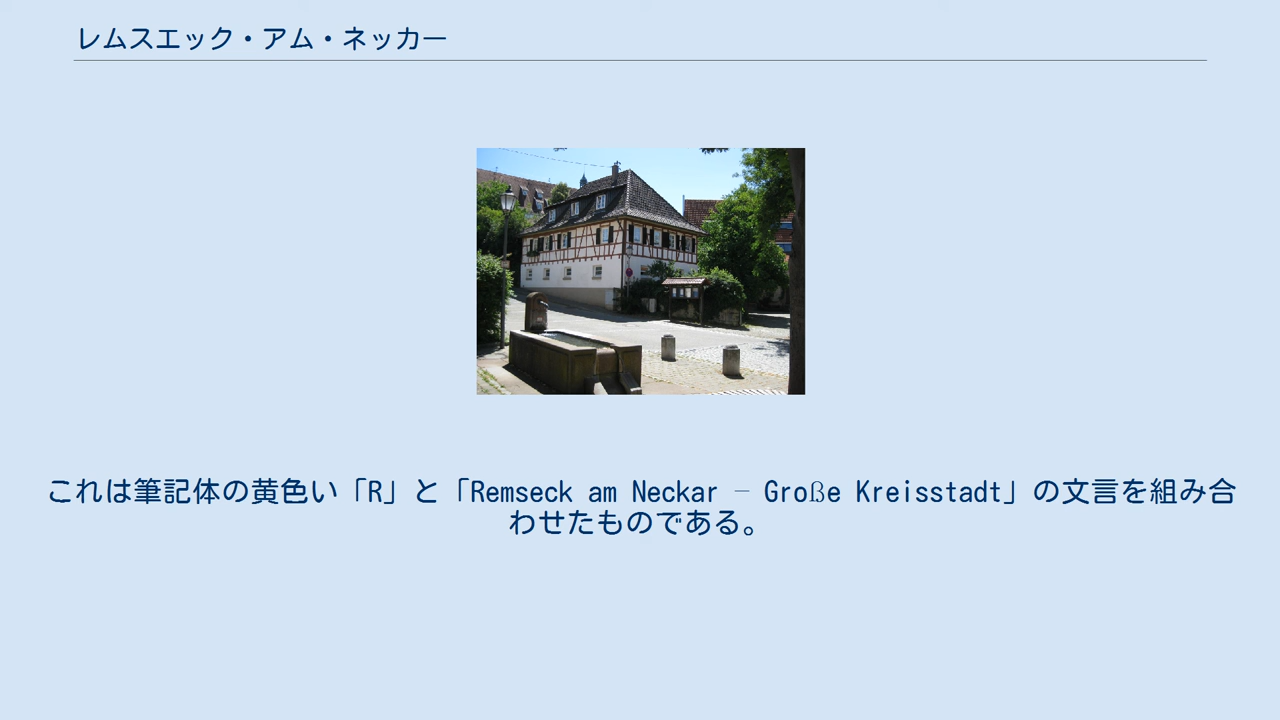 レムスエック・アム・ネッカー
これは筆記体の黄色い「R」と「Remseck am Neckar – Große Kreisstadt」の文言を組み合
わせたものである。